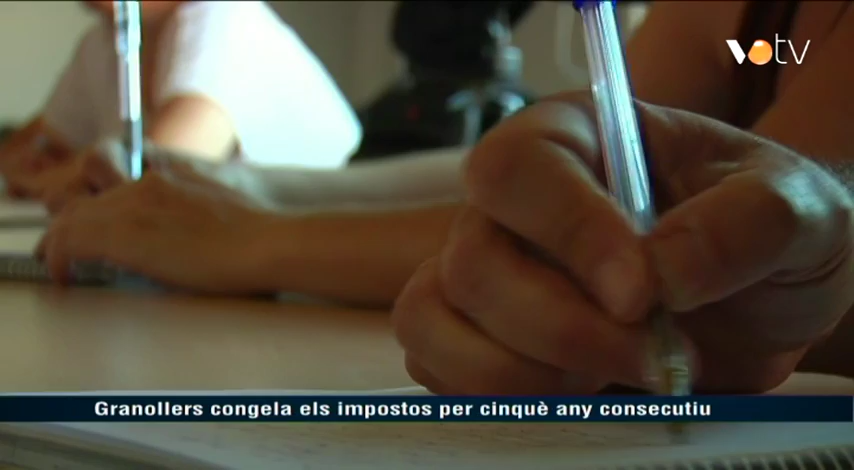 VOtv
Granollers congela els impostos per cinquè any consecutiu